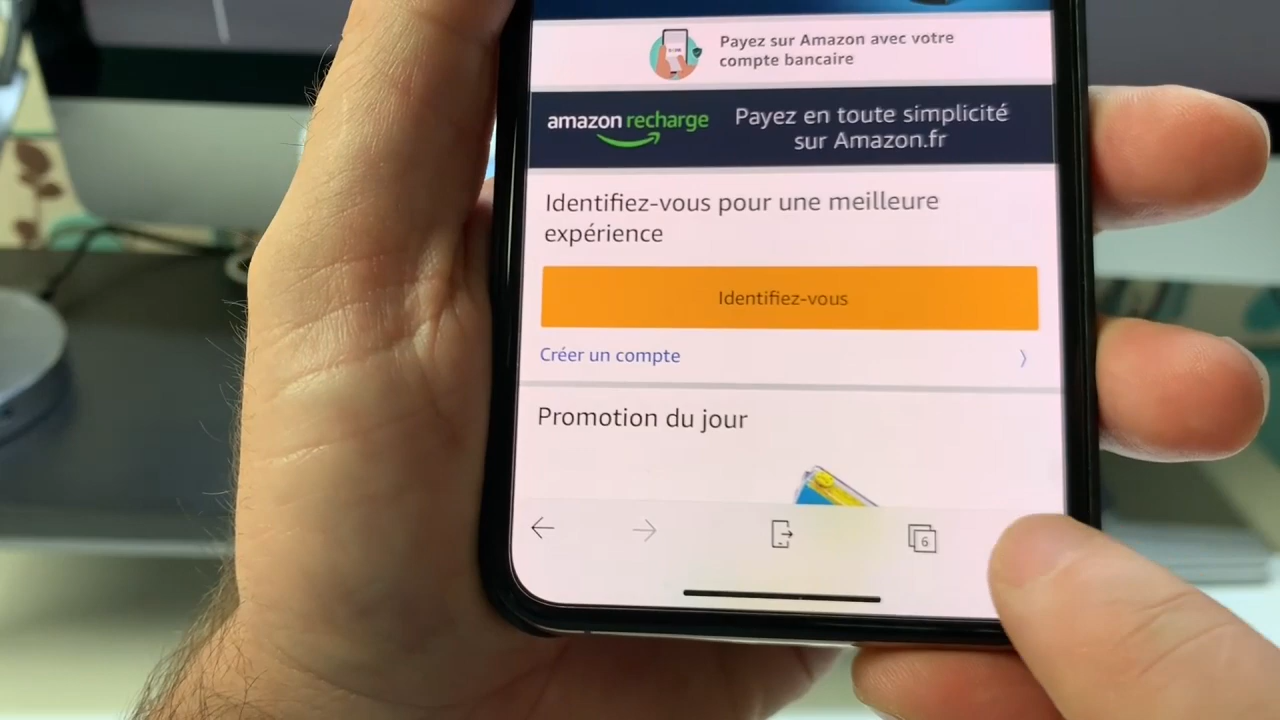 Payez sur Amazon avec votre
compte bancaire
amazon recharge
Payez en toute simplicité
sur Amazon.fr
Identifiez-vous pour une meilleure
expérience
Identifiez-vous
Créer un compte
Promotion du jour
6